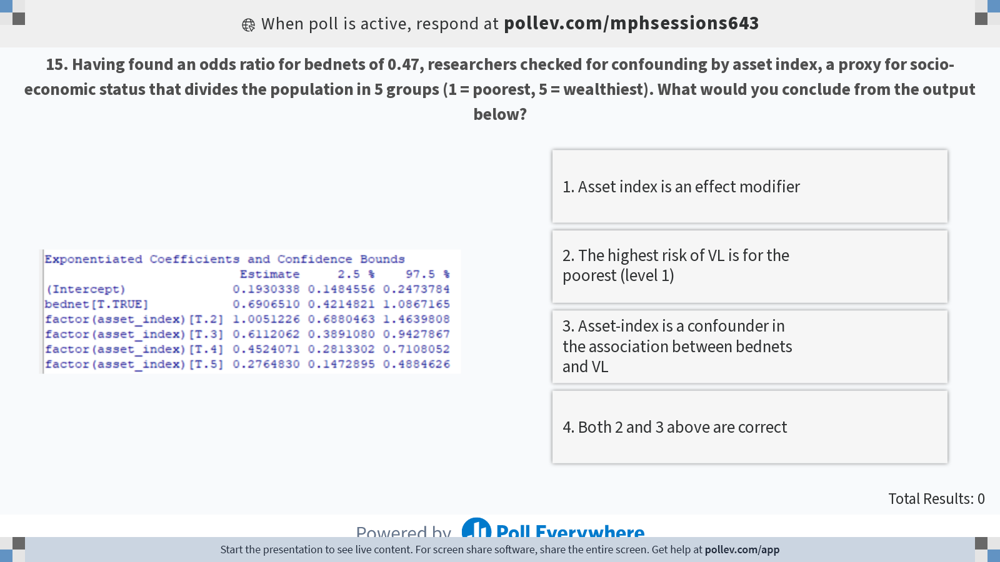 When poll is active, respond at pollev.com/mphsessions643
15. Having found an odds ratio for bednets of 0.47, researchers checked for confounding by asset index, a proxy for socio-
economic status that divides the population in 5 groups (1 = poorest, 5 = wealthiest). What would you conclude from the output
below?
Exponentiated Coefficients and Confidence Bounds
Estimate 2.5 % 97.5 %
(Intercept) 0.1930338 0.1484556 0.2473784
bednet[T.TRUE] 0.6906510 0.4214821 1.0867165
factor(asset_index)[T.2] 1.0051226 0.6880463 1.4639808
factor(asset_index)[T.3] 0.6112062 0.3891080 0.9427867
factor(asset_index)[T.4] 0.4524071 0.2813302 0.7108052
factor(asset_index)[T.5] 0.2764830 0.1472895 0.4884626
1. Asset index is an effect modifier
2. The highest risk of VL is for the
poorest (level 1)
3. Asset-index is a confounder in
the association between bednets
and VL
4. Both 2 and 3 above are correct
Total Results: 0
Powered by Poll Everywhere
Start the presentation to see live content. For screen share software, share the entire screen. Get help at pollev.com/app